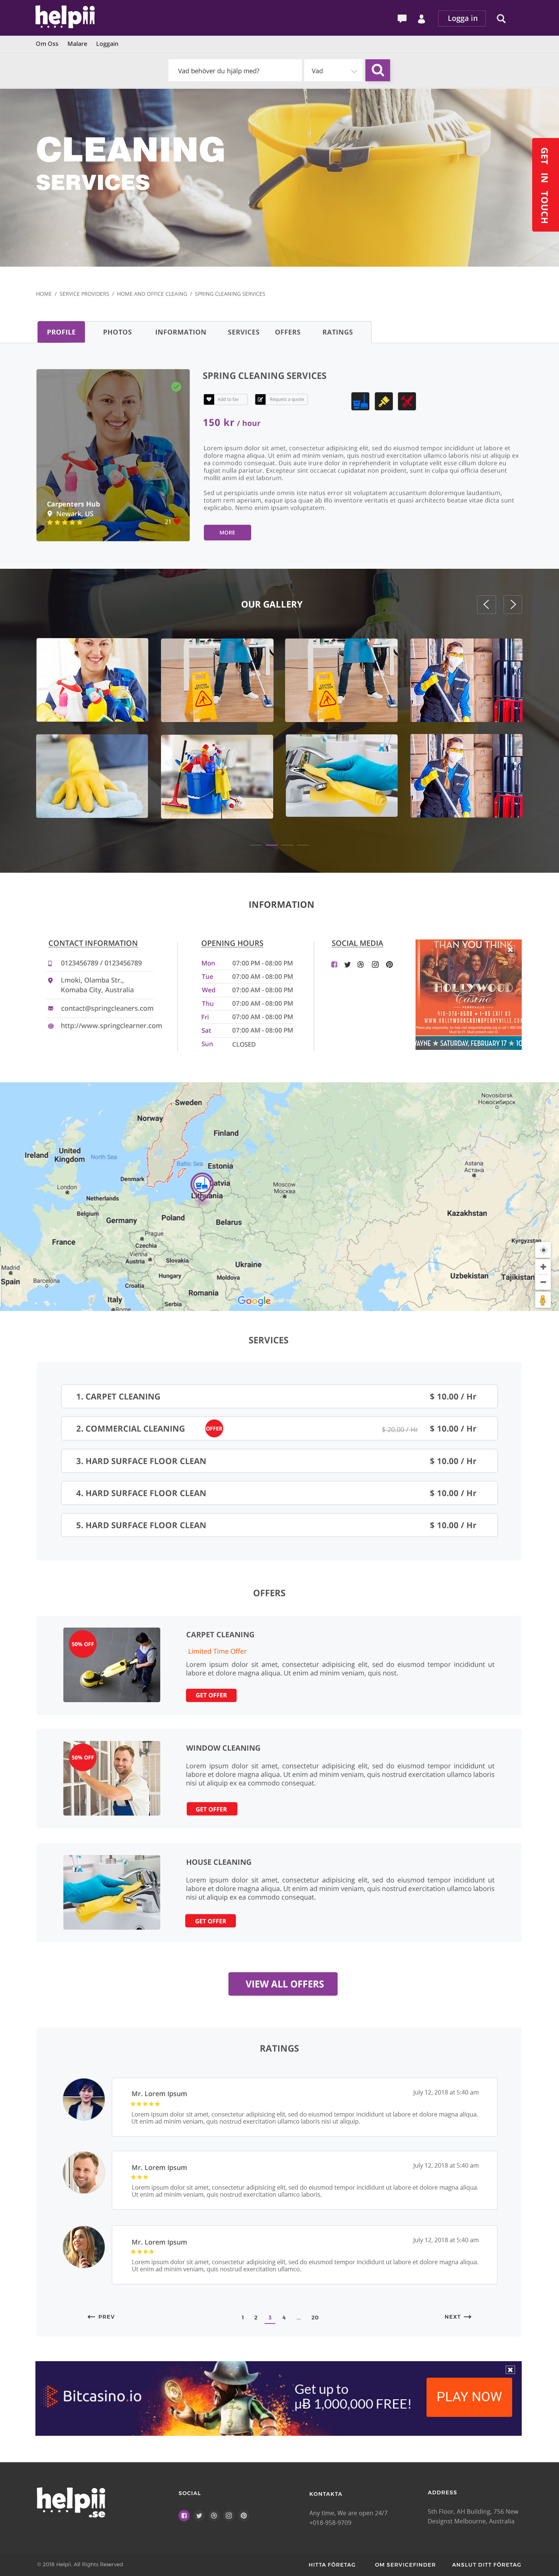 helpii
Logga in
Om Oss Malare Loggain
Vad behöver du hjälp med? Vad
CLEANING
SERVICES
GET IN TOUCH
HOME / SERVICE PROVIDERS / HOME AND OFFICE CLEAING / SPRING CLEANING SERVICES
PROFILE PHOTOS INFORMATION SERVICES OFFERS RATINGS
Carpenters Hub
Newark, US
21
SPRING CLEANING SERVICES
Add to fav Request a quote
150 kr / hour
Lorem ipsum dolor sit amet, consectetur adipisicing elit, sed do eiusmod tempor incididunt ut labore et
dolore magna aliqua. Ut enim ad minim veniam, quis nostrud exercitation ullamco laboris nisi ut aliquip ex
ea commodo consequat. Duis aute irure dolor in reprehenderit in voluptate velit esse cillum dolore eu
fugiat nulla pariatur. Excepteur sint occaecat cupidatat non proident, sunt in culpa qui officia deserunt
mollit anim id est laborum.
Sed ut perspiciatis unde omnis iste natus error sit voluptatem accusantium doloremque laudantium,
totam rem aperiam, eaque ipsa quae ab illo inventore veritatis et quasi architecto beatae vitae dicta sunt
explicabo. Nemo enim ipsam voluptatem.
MORE
OUR GALLERY
INFORMATION
CONTACT INFORMATION
0123456789 / 0123456789
Lmoki, Olamba Str.,
Komaba City, Australia
contact@springcleaners.com
http://www.springclearner.com
OPENING HOURS
Mon 07:00 PM - 08:00 PM
Tue 07:00 AM - 08:00 PM
Wed 07:00 AM - 08:00 PM
Thu 07:00 AM - 08:00 PM
Fri 07:00 AM - 08:00 PM
Sat 07:00 AM - 08:00 PM
Sun CLOSED
SOCIAL MEDIA
THAN YOU THINK
HOLLYWOOD
Casino
WAYNE ★ SATURDAY, FEBRUARY 17 ★ 10
Sweden
Norway
Finland
Ireland
United
Kingdom
North Sea
Baltic Sea
Estonia
Latvia
Lithuania
Denmark
London
Netherlands
Belgium
Germany
Poland
Belarus
Moscow
Москва
Novosibirsk
Новосибирск
Astana
Астана
Kazakhstan
France
Prague
Czechia
Vienna
Austria
Slovakia
Ukraine
Hungary
Moldova
Kyrgyzstan
Uzbekistan
Tajikistan
Madrid
Spain
Barcelona
Croatia
Romania
Italy
Serbia
Rome
Google
SERVICES
1. CARPET CLEANING $ 10.00 / Hr
2. COMMERCIAL CLEANING OFFER $ 20.00 / Hr $ 10.00 / Hr
3. HARD SURFACE FLOOR CLEAN $ 10.00 / Hr
4. HARD SURFACE FLOOR CLEAN $ 10.00 / Hr
5. HARD SURFACE FLOOR CLEAN $ 10.00 / Hr
OFFERS
50% OFF
CARPET CLEANING
Limited Time Offer
Lorem ipsum dolor sit amet, consectetur adipisicing elit, sed do eiusmod tempor incididunt ut
labore et dolore magna aliqua. Ut enim ad minim veniam, quis nost.
GET OFFER
50% OFF
WINDOW CLEANING
Lorem ipsum dolor sit amet, consectetur adipisicing elit, sed do eiusmod tempor incididunt ut
labore et dolore magna aliqua. Ut enim ad minim veniam, quis nostrud exercitation ullamco laboris
nisi ut aliquip ex ea commodo consequat.
GET OFFER
HOUSE CLEANING
Lorem ipsum dolor sit amet, consectetur adipisicing elit, sed do eiusmod tempor incididunt ut
labore et dolore magna aliqua. Ut enim ad minim veniam, quis nostrud exercitation ullamco laboris
nisi ut aliquip ex ea commodo consequat.
GET OFFER
VIEW ALL OFFERS
RATINGS
Mr. Lorem Ipsum July 12, 2018 at 5:40 am
Lorem ipsum dolor sit amet, consectetur adipisicing elit, sed do eiusmod tempor incididunt ut labore et dolore magna aliqua.
Ut enim ad minim veniam, quis nostrud exercitation ullamco laboris nisi ut aliquip.
Mr. Lorem Ipsum July 12, 2018 at 5:40 am
Lorem ipsum dolor sit amet, consectetur adipisicing elit, sed do eiusmod tempor incididunt ut labore et dolore magna aliqua.
Ut enim ad minim veniam, quis nostrud exercitation ullamco laboris.
Mr. Lorem Ipsum July 12, 2018 at 5:40 am
Lorem ipsum dolor sit amet, consectetur adipisicing elit, sed do eiusmod tempor incididunt ut labore et dolore magna aliqua.
Ut enim ad minim veniam, quis nostrud exercitation ullamco.
PREV 1 2 3 4 ... 20 NEXT
Bitcasino.io
Get up to
µɃ 1,000,000 FREE!
PLAY NOW
helpii
.se
SOCIAL
KONTAKTA
Any time, We are open 24/7
+018-958-9709
ADDRESS
5th Floor, AH Building, 756 New
Designst Melbourne, Australia
© 2018 Helpii. All Rights Reserved
HITTA FÖRETAG OM SERVICEFINDER ANSLUT DITT FÖRETAG